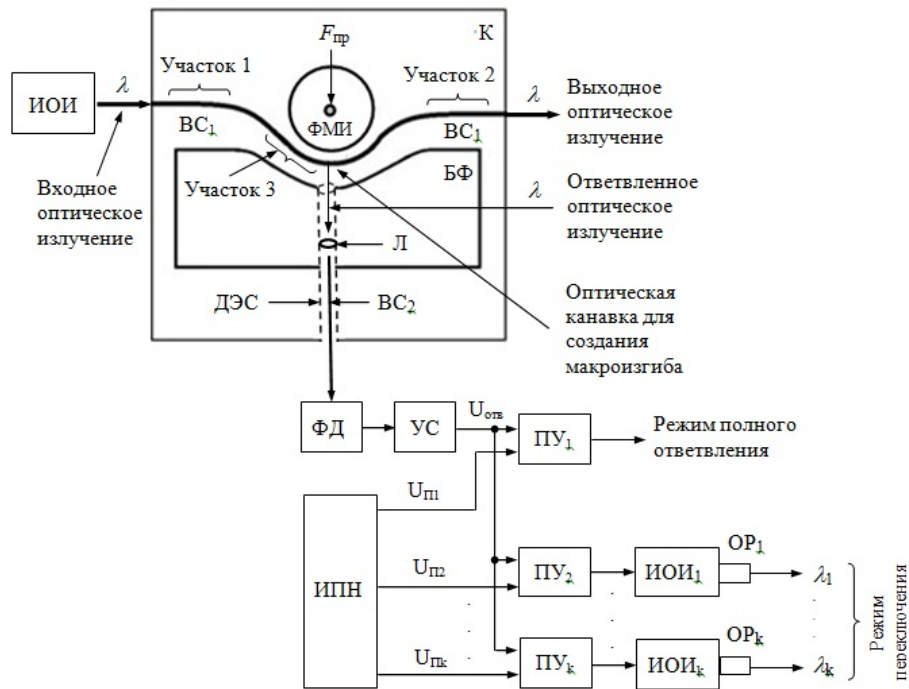 К
Fпр
Участок 1
Участок 2
λ
λ
ИОИ
Выходное
оптическое
излучение
ФМИ
ВС1
ВС1
БФ
Участок 3
Входное
оптическое
излучение
λ
Ответвленное
оптическое
излучение
Л
ДЭС
ВС2
Оптическая
канавка для
создания
макроизгиба
ФД
УС
Uотв
ПУ1
Режим полного
ответвления
UП1
ИПН
UП2
ПУ2
ИОИ1
ОР1
λ1
UПk
ПУk
ИОИk
ОРk
λk
Режим
переключения